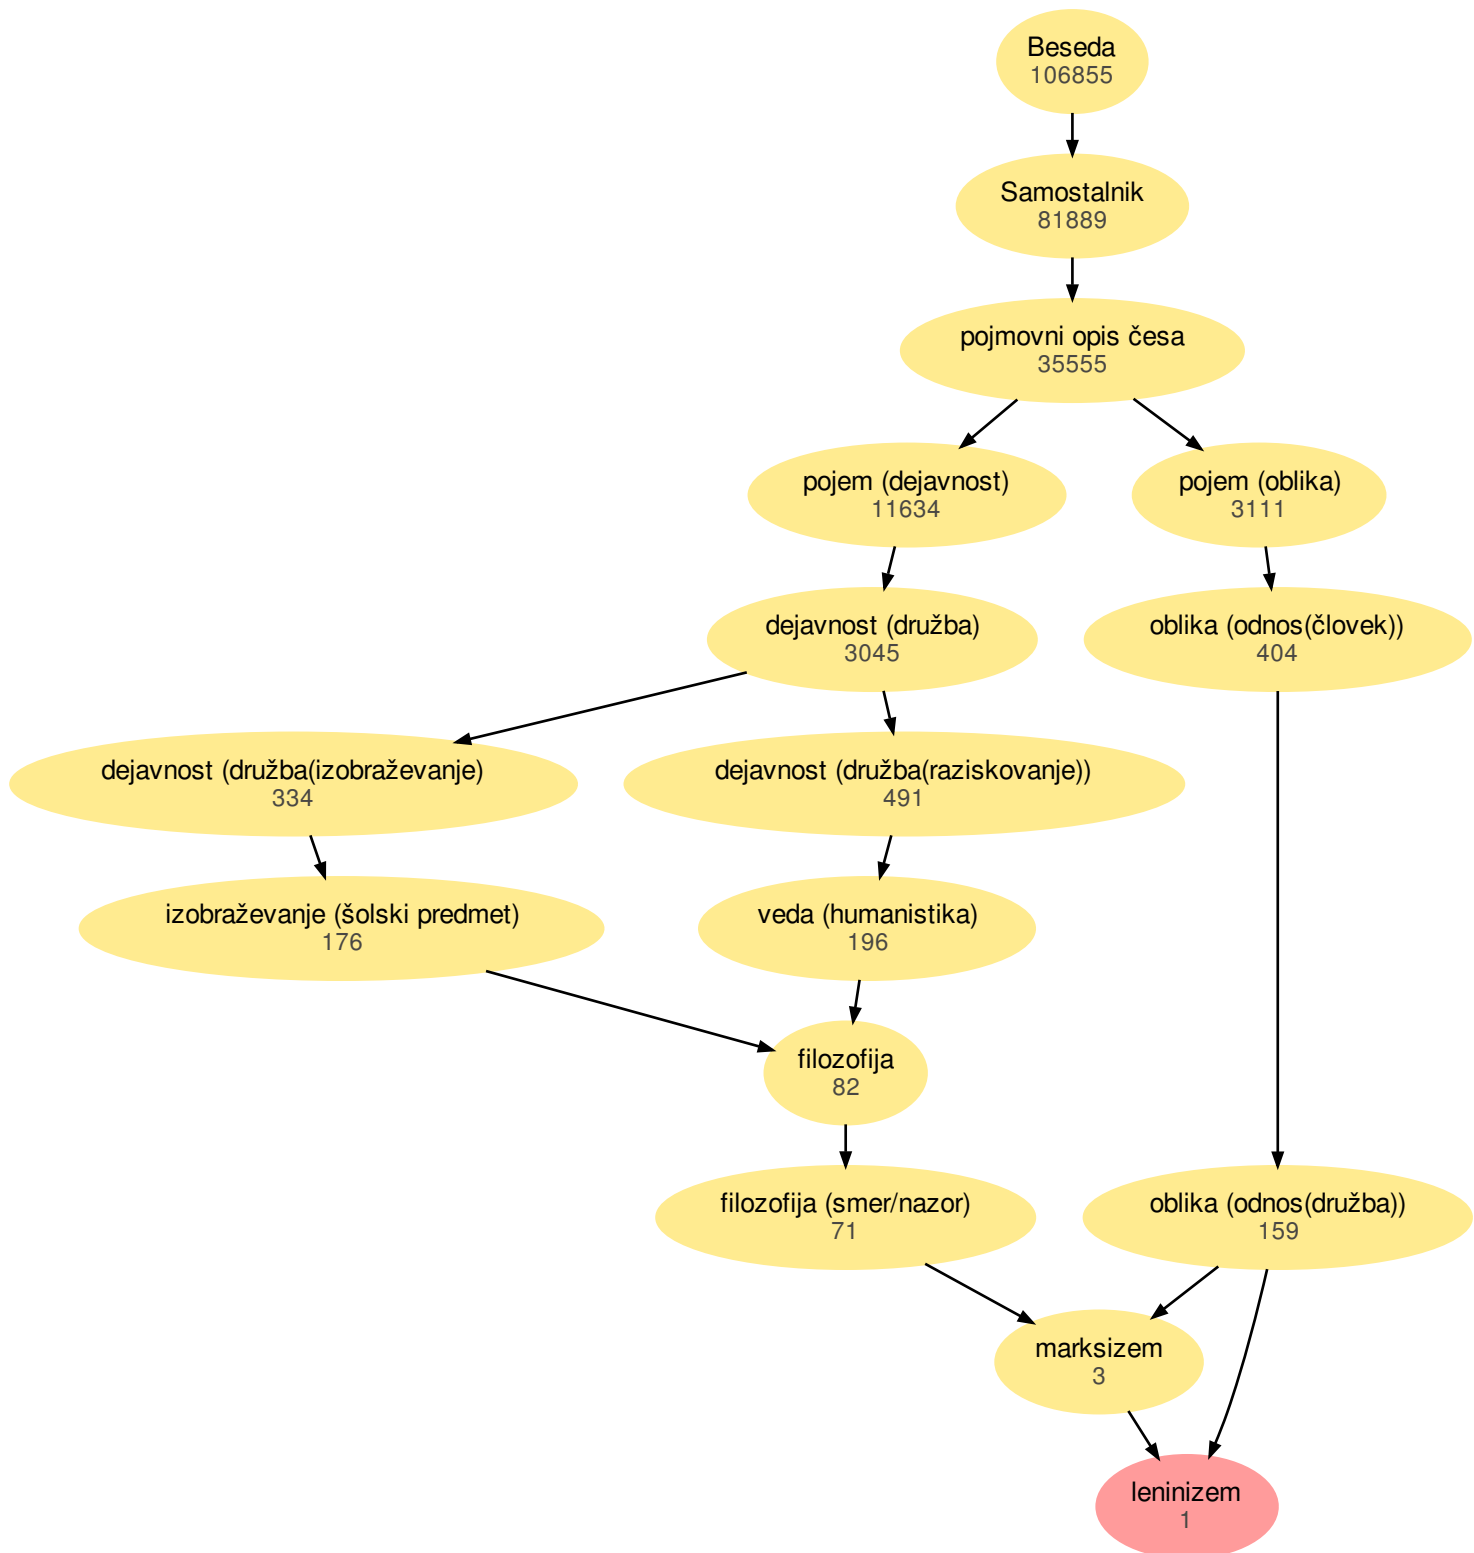 Beseda
106855
Samostalnik
81889
pojmovni opis česa
35555
pojem (dejavnost)
11634
pojem (oblika)
3111
dejavnost (družba)
3045
oblika (odnos(človek))
404
dejavnost (družba(izobraževanje)
334
dejavnost (družba(raziskovanje))
491
izobraževanje (šolski predmet)
176
veda (humanistika)
196
filozofija
82
filozofija (smer/nazor)
71
oblika (odnos(družba))
159
marksizem
3
leninizem
1